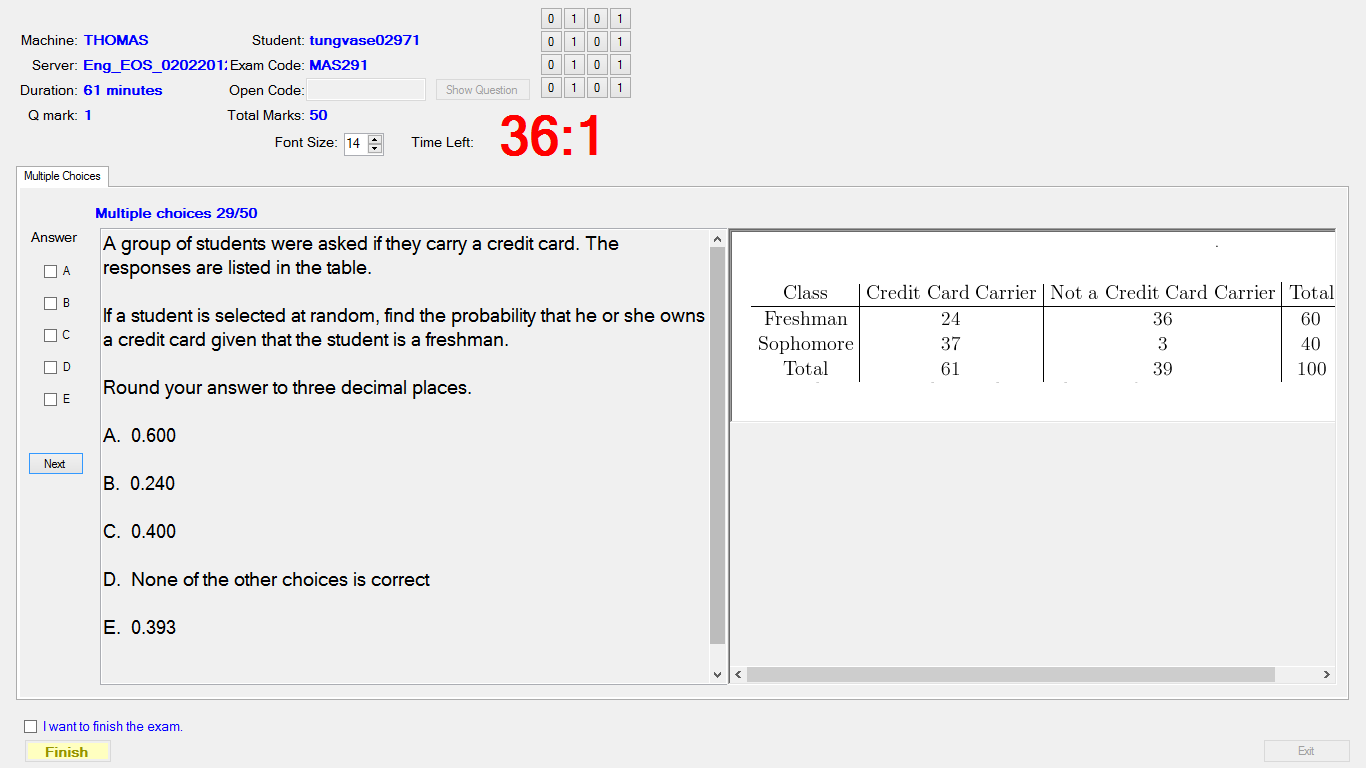 Machine: THOMAS
Student: tungvase02971
Server: Eng_EOS_0202201
Exam Code: MAS291
Duration: 61 minutes
Open Code:
Show Question
Q mark: 1
Total Marks: 50
0 1 0 1
0 1 0 1
0 1 0 1
0 1 0 1
Font Size: 14
Time Left: 36:1
Multiple Choices
Multiple choices 29/50
Answer
A
B
C
D
E
Next
A group of students were asked if they carry a credit card. The
responses are listed in the table.
If a student is selected at random, find the probability that he or she owns
a credit card given that the student is a freshman.
Round your answer to three decimal places.
A. 0.600
B. 0.240
C. 0.400
D. None of the other choices is correct
E. 0.393
Class Credit Card Carrier Not a Credit Card Carrier Total
Freshman 24 36 60
Sophomore 37 3 40
Total 61 39 100
I want to finish the exam.
Finish
Exit